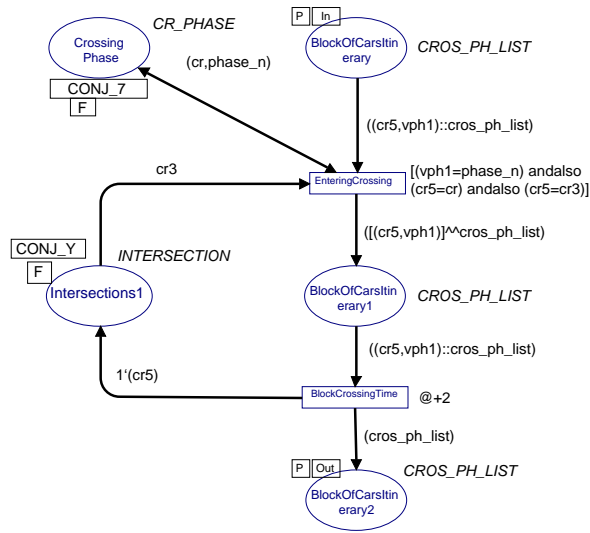 CR_PHASE
P In
Crossing
Phase
BlockOfCarsItin
erary
CROS_PH_LIST
(cr,phase_n)
CONJ_7
F
((cr5,vph1)::cros_ph_list)
cr3
EnteringCrossing
[(vph1=phase_n) andalso
(cr5=cr) andalso (cr5=cr3)]
([(cr5,vph1)]^^cros_ph_list)
CONJ_Y
INTERSECTION
F
Intersections1
BlockOfCarsItin
erary1
CROS_PH_LIST
((cr5,vph1)::cros_ph_list)
1‘(cr5)
BlockCrossingTime
@+2
(cros_ph_list)
P Out
CROS_PH_LIST
BlockOfCarsItin
erary2